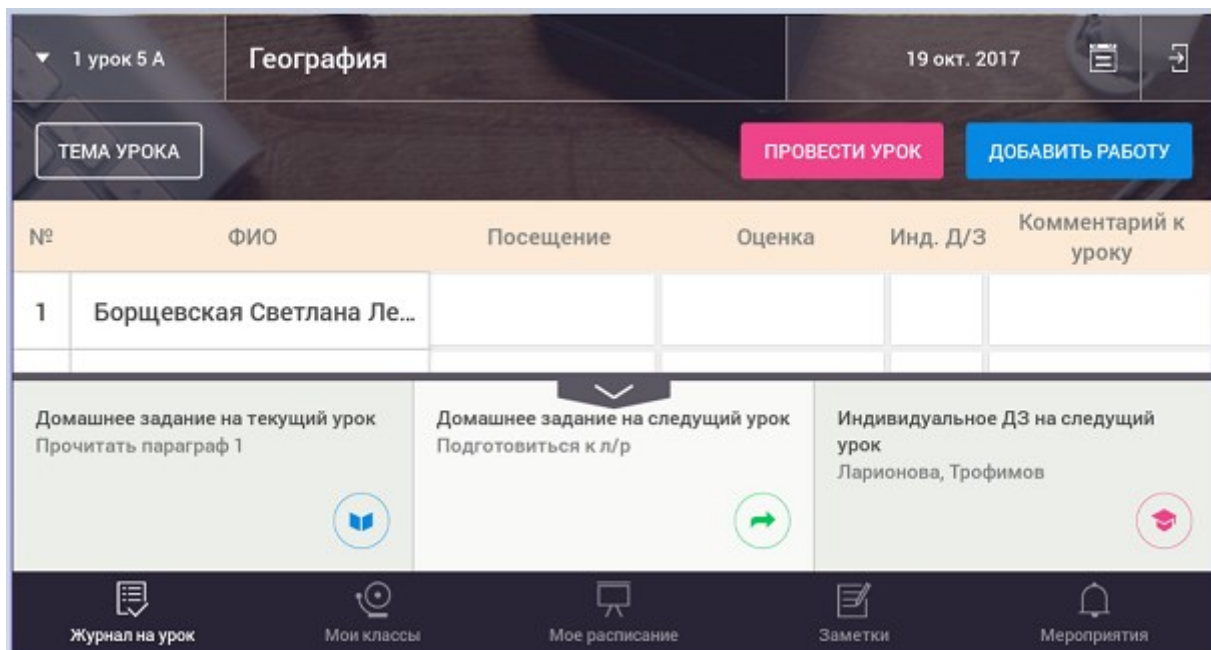 1 урок 5 А
География
19 окт. 2017
ТЕМА УРОКА
ПРОВЕСТИ УРОК
ДОБАВИТЬ РАБОТУ
№
ФИО
Посещение
Оценка
Инд. Д/З
Комментарий к
уроку
1
Борщевская Светлана Ле...
Домашнее задание на текущий урок
Прочитать параграф 1
Домашнее задание на следущий урок
Подготовиться к л/р
Индивидуальное ДЗ на следущий
урок
Ларионова, Трофимов
Журнал на урок
Мои классы
Мое расписание
Заметки
Мероприятия